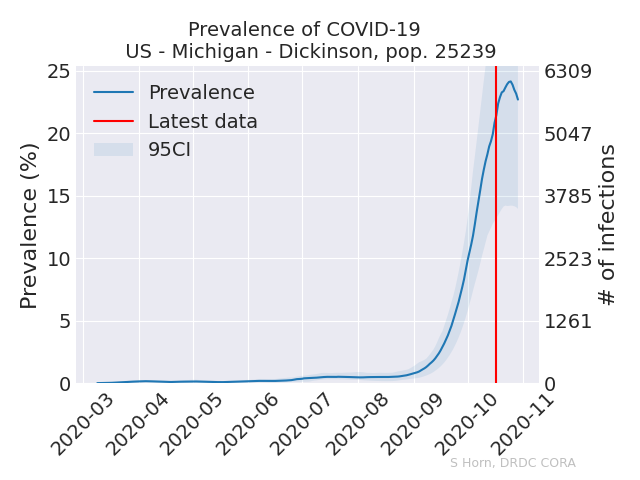 Prevalence of COVID-19
US - Michigan - Dickinson, pop. 25239
Prevalence (%)
25
20
15
10
5
0
Prevalence
Latest data
95CI
6309
5047
3785
2523
1261
0
# of infections
2020-03
2020-04
2020-05
2020-06
2020-07
2020-08
2020-09
2020-10
2020-11
S Horn, DRDC CORA